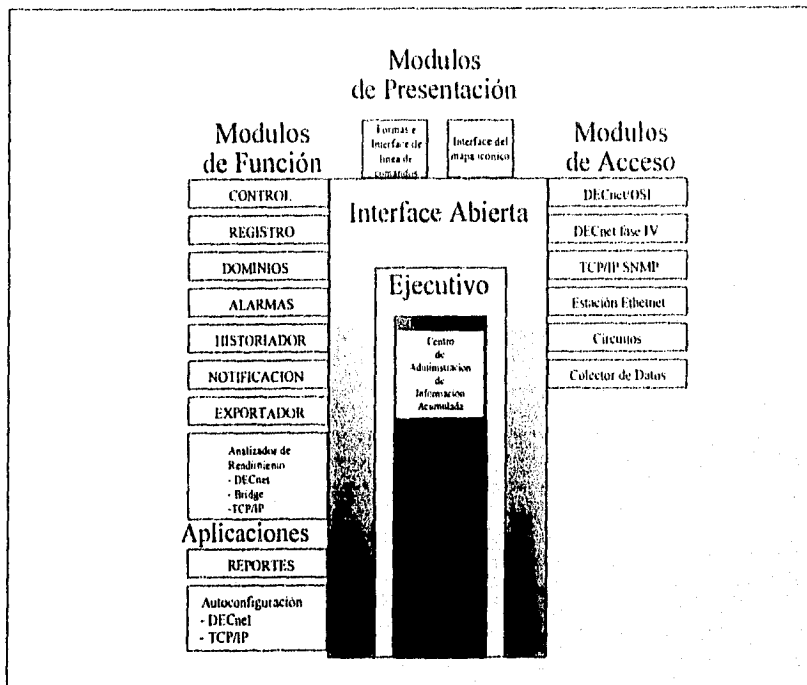 Modulos
de Presentación
Formas e
Interface de
línea de
comandos
Interface del
mapa icónico
Modulos
de Función
CONTROL
REGISTRO
DOMINIOS
ALARMAS
HISTORIADOR
NOTIFICACION
EXPORTADOR
Analizador de
Rendimiento
- DECnet
- Bridge
-TCP/IP
Aplicaciones
REPORTES
Autoconfiguración
- DECnet
- TCP/IP
Interface Abierta
Ejecutivo
Centro
de
Administración
de
Información
Acumulada
Modulos
de Acceso
DECnet/OSI
DECnet fase IV
TCP/IP SNMP
Estación Ethernet
Circuitos
Colector de Datos